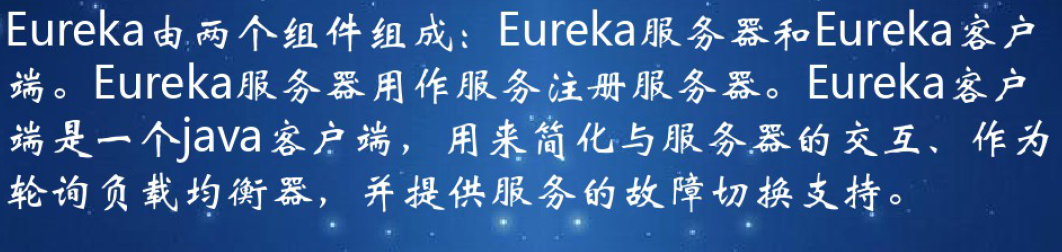 Eureka由两个组件组成：Eureka服务器和Eureka客户
端。Eureka服务器用作服务注册服务器。Eureka客户
端是一个java客户端，用来简化与服务器的交互、作为
轮询负载均衡器，并提供服务的故障切换支持。